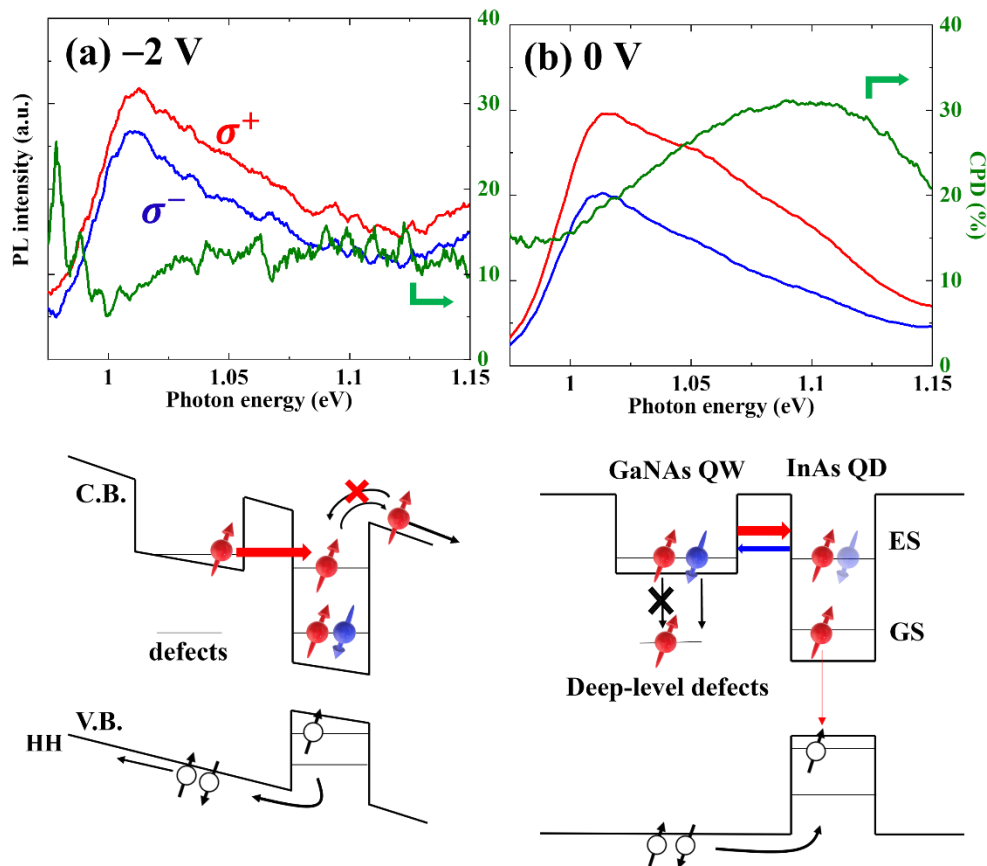 (a) −2 V
PL intensity (a.u.)
σ⁺
σ⁻
40
30
20
10
0
1
1.05
1.1
1.15
Photon energy (eV)
(b) 0 V
CPD (%)
40
30
20
10
0
1
1.05
1.1
1.15
Photon energy (eV)
C.B.
defects
V.B.
HH
GaNAs QW
InAs QD
ES
GS
Deep-level defects